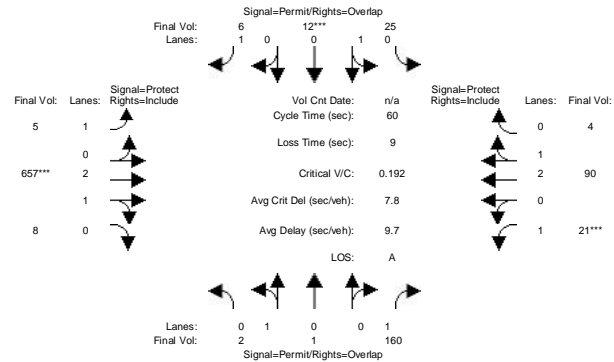 Signal=Permit/Rights=Overlap
Final Vol: 6 12*** 25
Lanes: 1 0 0 1 0
Signal=Protect
Final Vol: Lanes: Rights=Include
Vol Cnt Date: n/a
Signal=Protect
Rights=Include Lanes: Final Vol:
Cycle Time (sec): 60
5 1
0 4
Loss Time (sec): 9
0
1
657*** 2
Critical V/C: 0.192
2 90
1
Avg Crit Del (sec/veh): 7.8
0
8 0
Avg Delay (sec/veh): 9.7
1 21***
LOS: A
Lanes: 0 1 0 0 1
Final Vol: 2 1 160
Signal=Permit/Rights=Overlap